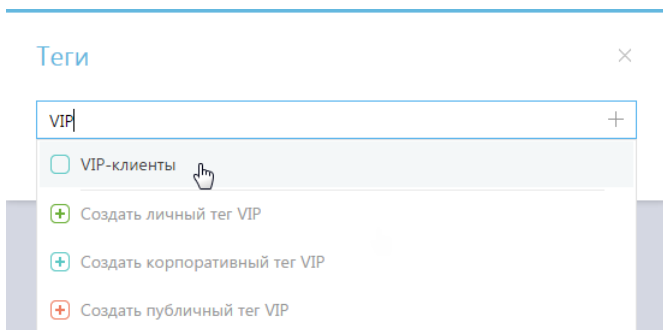 Теги
VIP
VIP-клиенты
Создать личный тег VIP
Создать корпоративный тег VIP
Создать публичный тег VIP